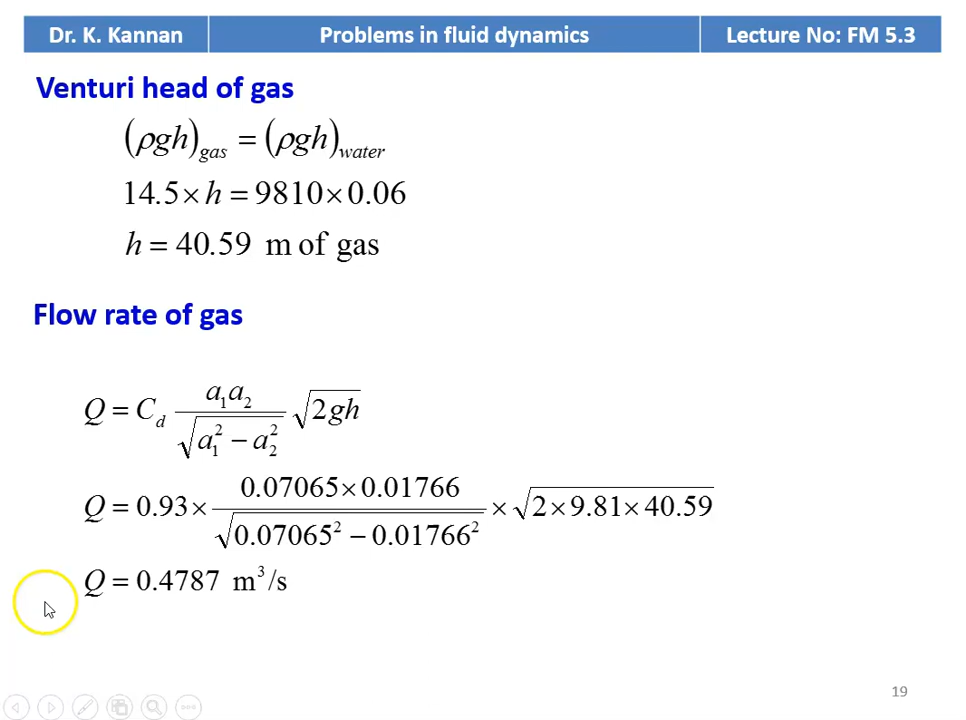 Dr. K. Kannan Problems in fluid dynamics Lecture No: FM 5.3
Venturi head of gas
(ρgh)_gas = (ρgh)_water
14.5 × h = 9810 × 0.06
h = 40.59 m of gas
Flow rate of gas
Q = C_d a₁a₂ / √(a₁² − a₂²) √(2gh)
Q = 0.93 × 0.07065 × 0.01766 / √(0.07065² − 0.01766²) × √(2 × 9.81 × 40.59)
Q = 0.4787 m³/s
19